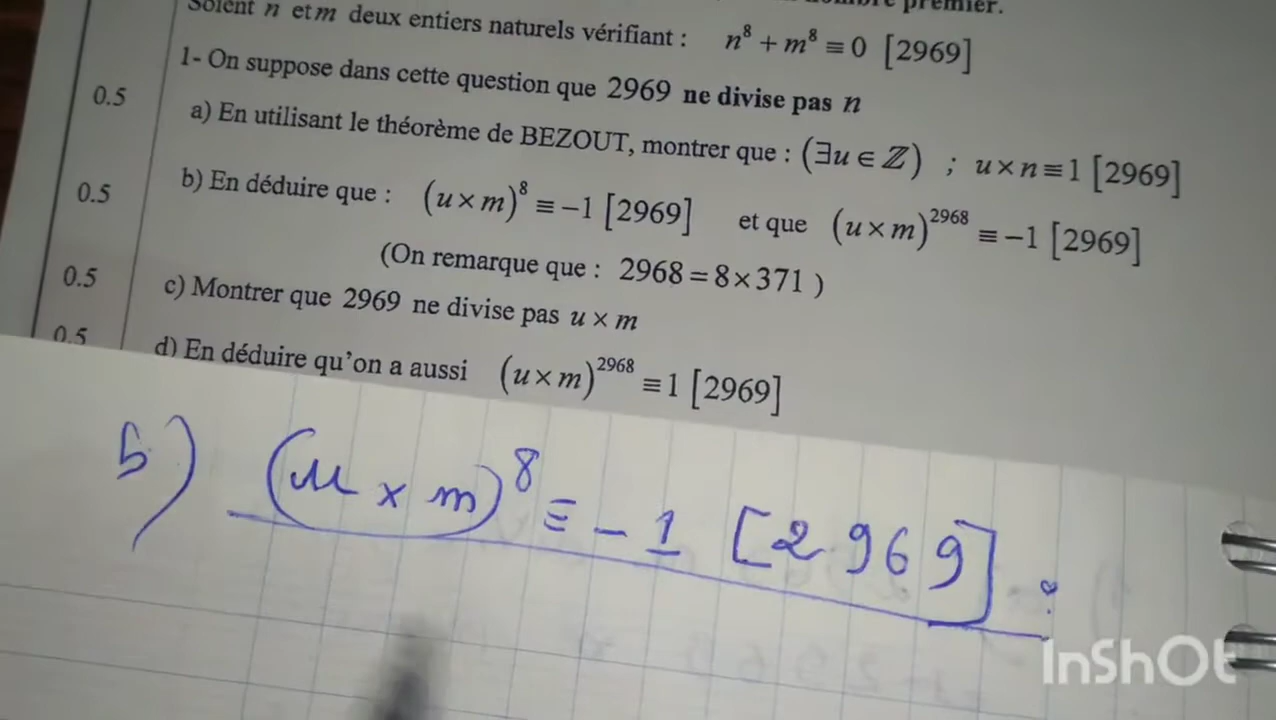 premier.
Soient n et m deux entiers naturels vérifiant : n⁸ + m⁸ ≡ 0 [2969]
1- On suppose dans cette question que 2969 ne divise pas n
0.5 a) En utilisant le théorème de BEZOUT, montrer que : (∃u ∈ ℤ) ; u × n ≡ 1 [2969]
0.5 b) En déduire que : (u × m)⁸ ≡ −1 [2969] et que (u × m)²⁹⁶⁸ ≡ −1 [2969]
(On remarque que : 2968 = 8 × 371 )
0.5 c) Montrer que 2969 ne divise pas u × m
0.5 d) En déduire qu’on a aussi (u × m)²⁹⁶⁸ ≡ 1 [2969]
b) (u × m)⁸ ≡ − 1 [2969] :
InShOt